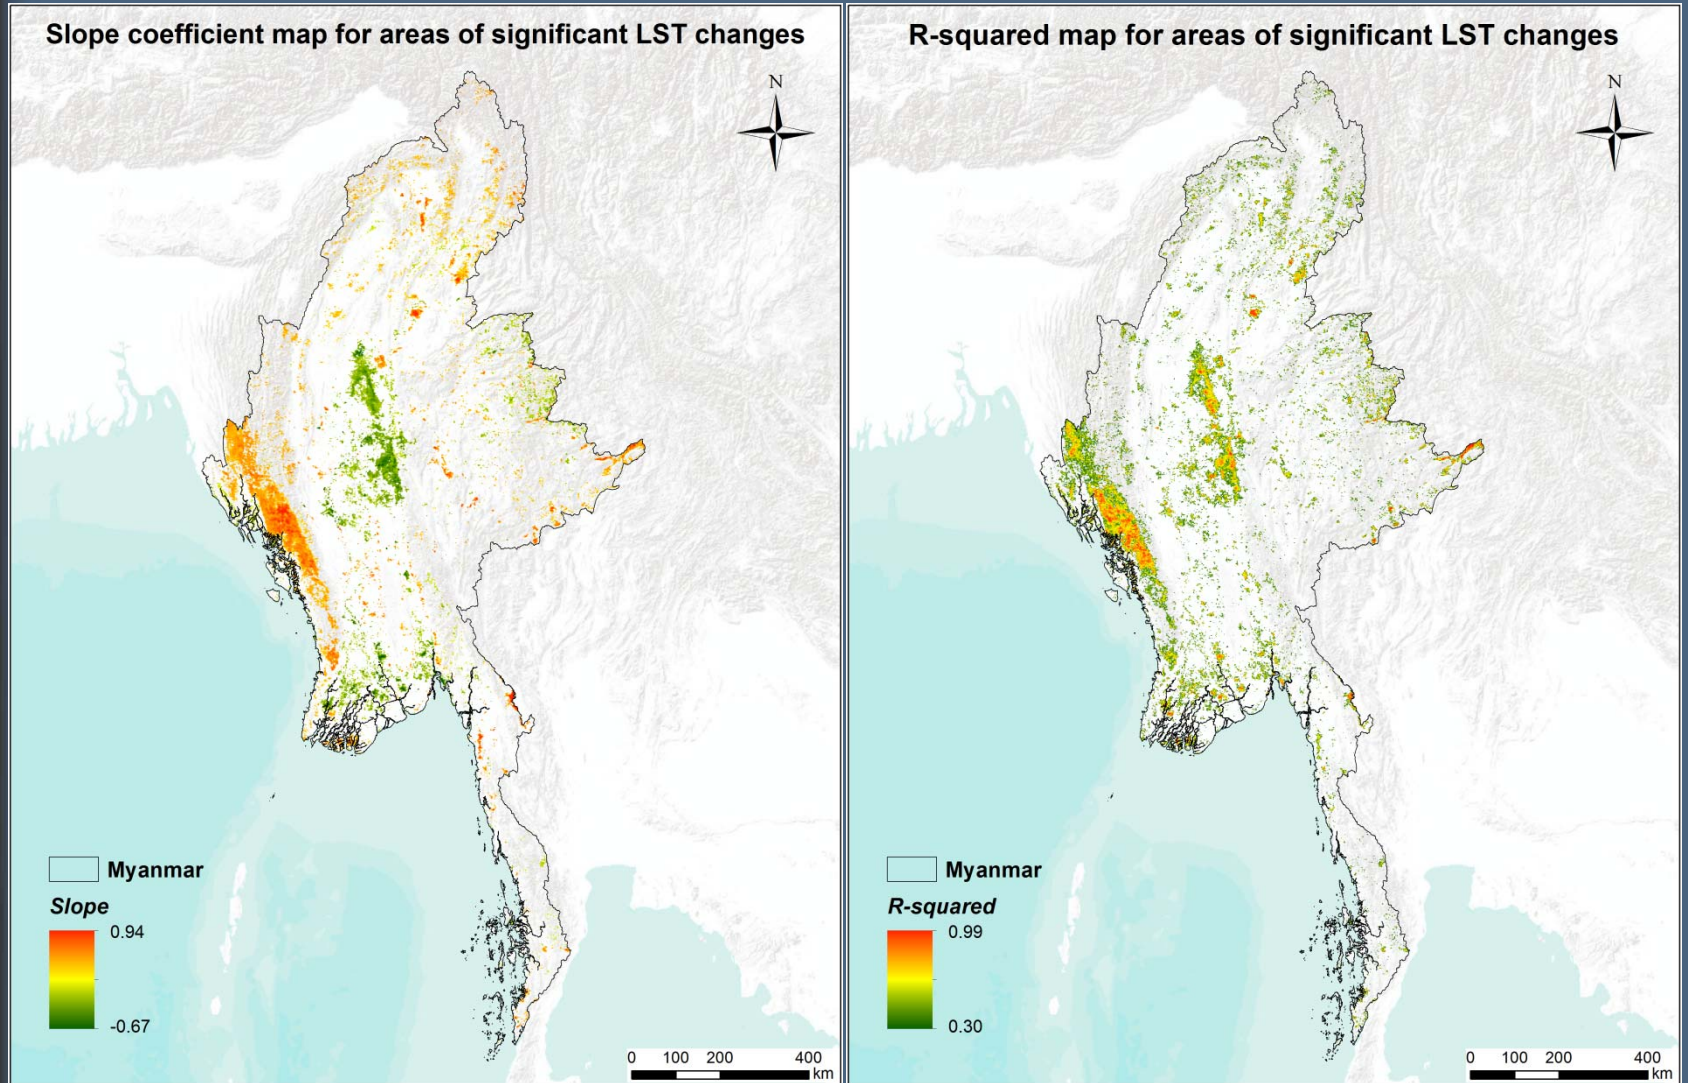 Slope coefficient map for areas of significant LST changes
N
Myanmar
Slope
0.94
-0.67
0 100 200 400
km
R-squared map for areas of significant LST changes
N
Myanmar
R-squared
0.99
0.30
0 100 200 400
km